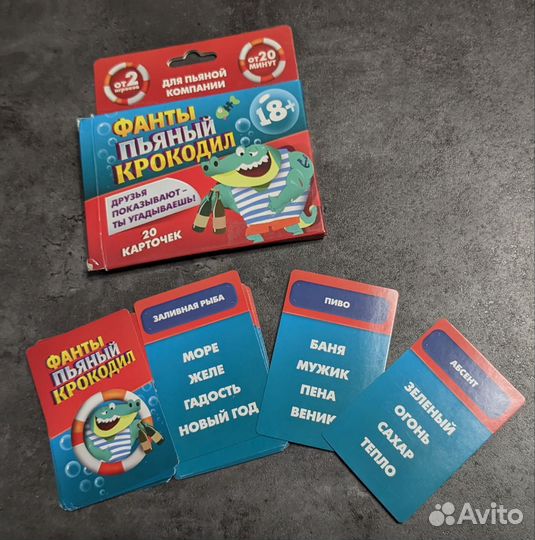 от 2
игроков
ДЛЯ ПЬЯНОЙ
КОМПАНИИ
от 20
МИНУТ
18+
ФАНТЫ
ПЬЯНЫЙ
КРОКОДИЛ
ДРУЗЬЯ
ПОКАЗЫВАЮТ –
ТЫ УГАДЫВАЕШЬ!
20
КАРТОЧЕК
ФАНТЫ
ПЬЯНЫЙ
КРОКОДИЛ
ЗАЛИВНАЯ РЫБА
МОРЕ
ЖЕЛЕ
ГАДОСТЬ
НОВЫЙ ГОД
ПИВО
БАНЯ
МУЖИК
ПЕНА
ВЕНИК
АБСЕНТ
ЗЕЛЕНЫЙ
ОГОНЬ
САХАР
ТЕПЛО
Avito